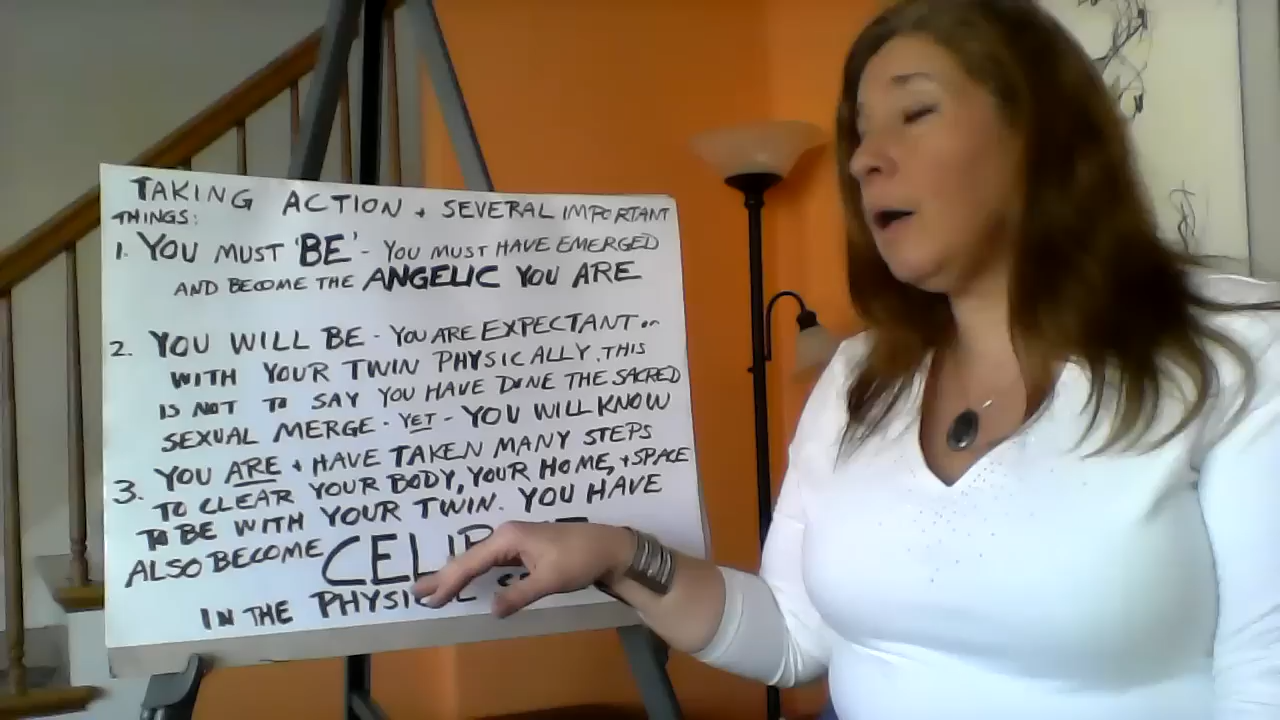 TAKING ACTION + SEVERAL IMPORTANT
THINGS:
1. YOU MUST 'BE' - YOU MUST HAVE EMERGED
AND BECOME THE ANGELIC YOU ARE
2. YOU WILL BE - YOU ARE EXPECTANT
WITH YOUR TWIN PHYSICALLY. THIS
IS NOT TO SAY YOU HAVE DONE THE SACRED
SEXUAL MERGE - YET - YOU WILL KNOW
3. YOU ARE + HAVE TAKEN MANY STEPS
TO CLEAR YOUR BODY, YOUR HOME, + SPACE
TO BE WITH YOUR TWIN. YOU HAVE
ALSO BECOME
IN THE